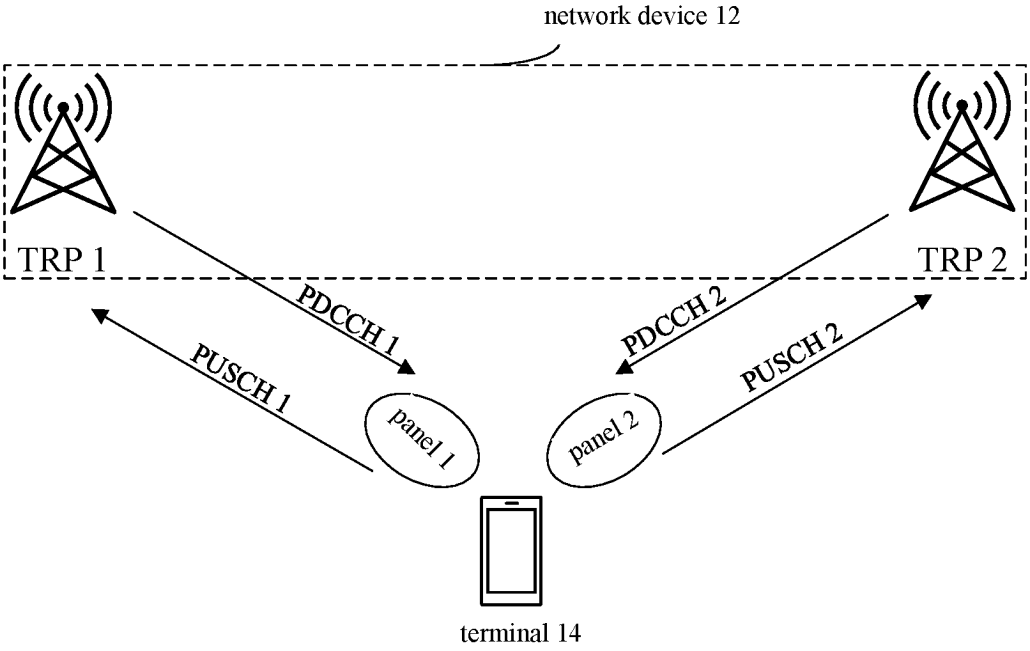 network device 12
TRP 1
TRP 2
PDCCH 1
PDCCH 2
PUSCH 1
PUSCH 2
panel 1
panel 2
terminal 14